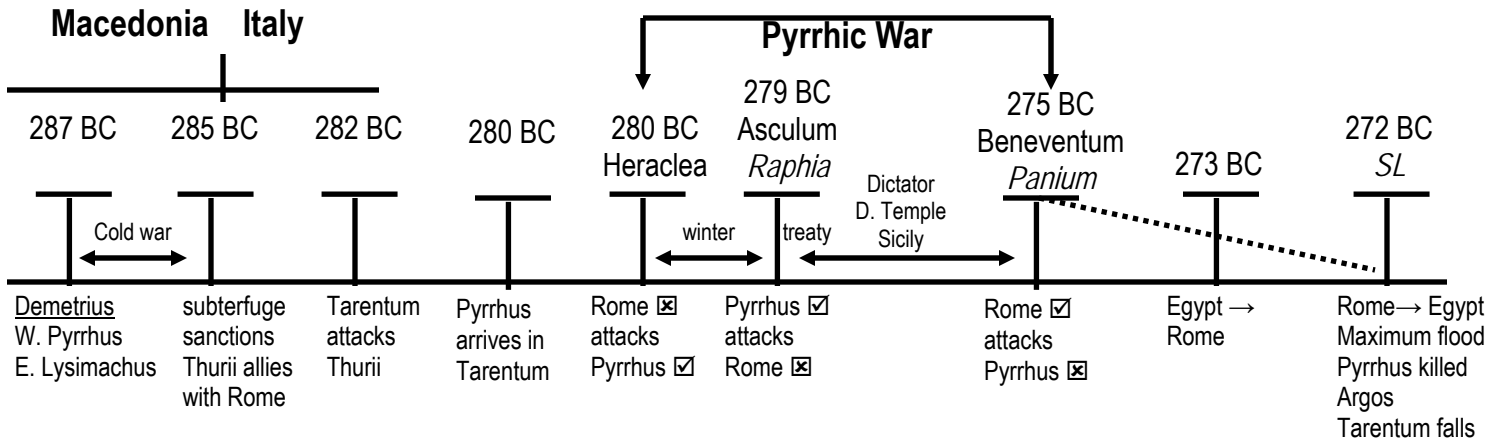 Macedonia Italy
Pyrrhic War
287 BC
285 BC
282 BC
280 BC
280 BC
Heraclea
279 BC
Asculum
Raphia
275 BC
Beneventum
Panium
273 BC
272 BC
SL
Cold war
winter
treaty
Dictator
D. Temple
Sicily
Demetrius
W. Pyrrhus
E. Lysimachus
subterfuge
sanctions
Thurii allies
with Rome
Tarentum
attacks
Thurii
Pyrrhus
arrives in
Tarentum
Rome ☒
attacks
Pyrrhus ☑
Pyrrhus ☑
attacks
Rome ☒
Rome ☑
attacks
Pyrrhus ☒
Egypt →
Rome
Rome→ Egypt
Maximum flood
Pyrrhus killed
Argos
Tarentum falls